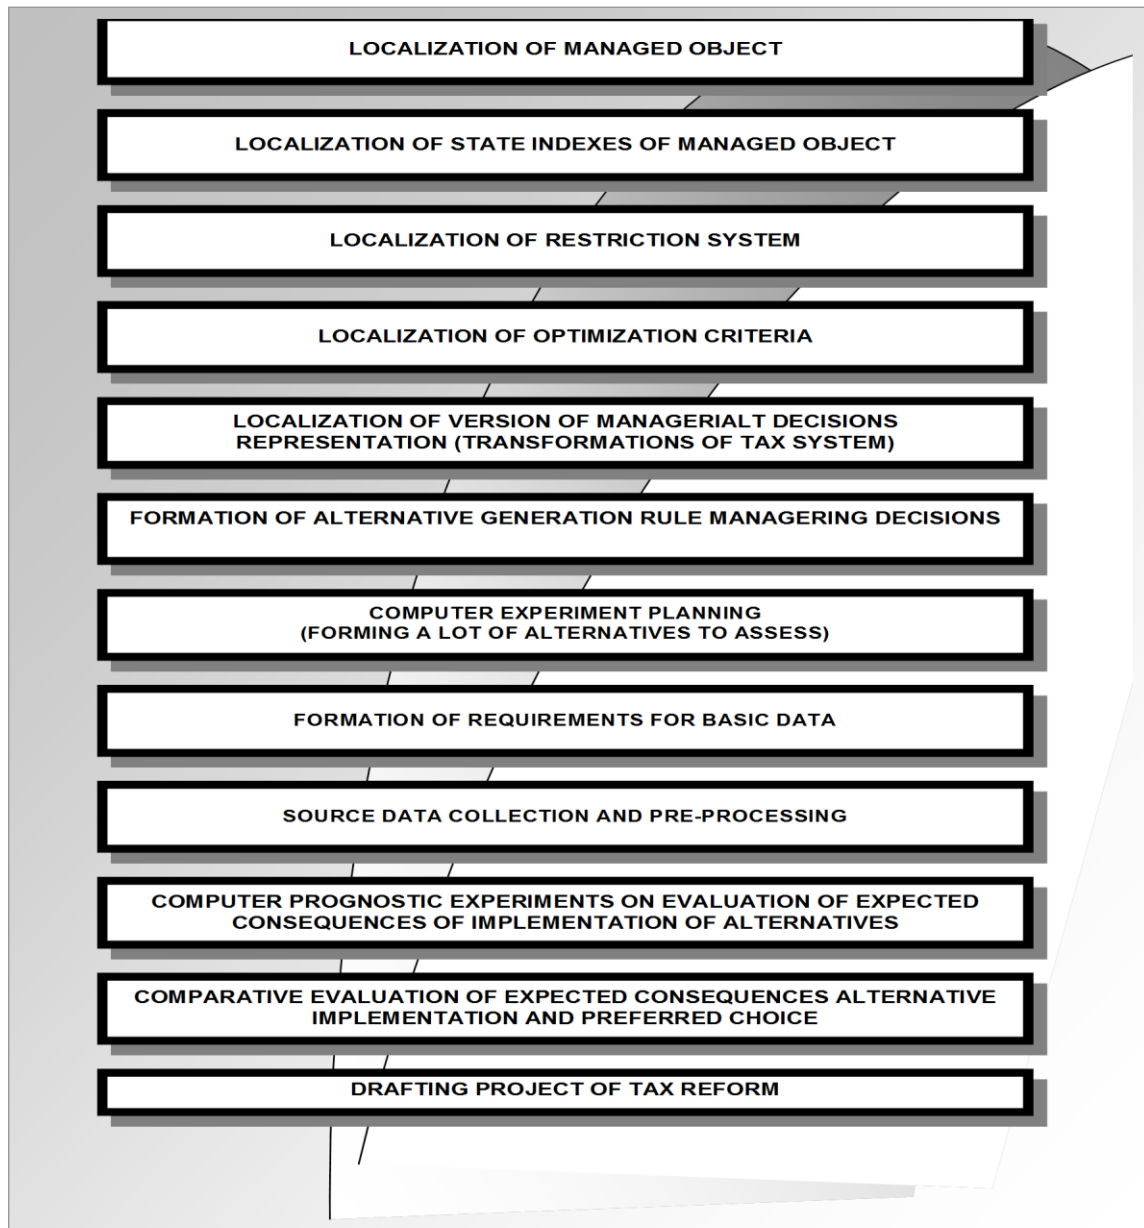 LOCALIZATION OF MANAGED OBJECT
LOCALIZATION OF STATE INDEXES OF MANAGED OBJECT
LOCALIZATION OF RESTRICTION SYSTEM
LOCALIZATION OF OPTIMIZATION CRITERIA
LOCALIZATION OF VERSION OF MANAGERIALT DECISIONS
REPRESENTATION (TRANSFORMATIONS OF TAX SYSTEM)
FORMATION OF ALTERNATIVE GENERATION RULE MANAGERING DECISIONS
COMPUTER EXPERIMENT PLANNING
(FORMING A LOT OF ALTERNATIVES TO ASSESS)
FORMATION OF REQUIREMENTS FOR BASIC DATA
SOURCE DATA COLLECTION AND PRE-PROCESSING
COMPUTER PROGNOSTIC EXPERIMENTS ON EVALUATION OF EXPECTED
CONSEQUENCES OF IMPLEMENTATION OF ALTERNATIVES
COMPARATIVE EVALUATION OF EXPECTED CONSEQUENCES ALTERNATIVE
IMPLEMENTATION AND PREFERRED CHOICE
DRAFTING PROJECT OF TAX REFORM